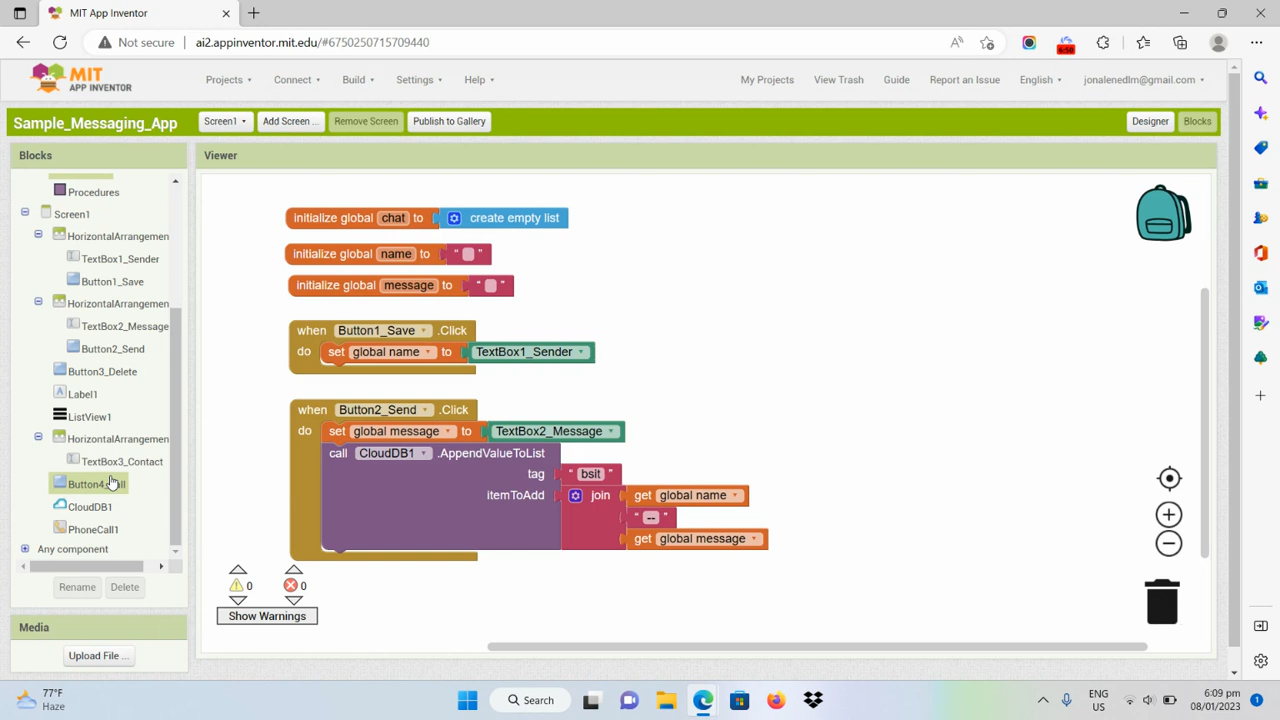 MIT App Inventor
Not secure
ai2.appinventor.mit.edu/#6750250715709440
6:50
MIT
APP INVENTOR
Projects Connect Build Settings Help My Projects View Trash Guide Report an Issue English jonalenedlm@gmail.com
Sample_Messaging_App Screen1 Add Screen ... Remove Screen Publish to Gallery Designer Blocks
Blocks
Procedures
Screen1
HorizontalArrangemen
TextBox1_Sender
Button1_Save
HorizontalArrangemen
TextBox2_Message
Button2_Send
Button3_Delete
Label1
ListView1
HorizontalArrangemen
TextBox3_Contact
CloudDB1
PhoneCall1
Any component
Rename Delete
Media
Upload File ...
Viewer
initialize global chat to create empty list
initialize global name to " "
initialize global message to " "
when Button1_Save .Click
do set global name to TextBox1_Sender
when Button2_Send .Click
do set global message to TextBox2_Message
call CloudDB1 .AppendValueToList
tag " bsit "
itemToAdd join get global name
" -- "
get global message
0 0
Show Warnings
77°F
Haze
Search
ENG
US
6:09 pm
08/01/2023
1